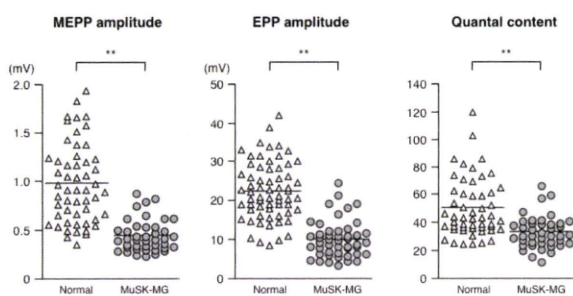 MEPP amplitude
EPP amplitude
Quantal content
**
**
**
(mV)
(mV)
2.0
1.5
1.0
0.5
0
50
40
30
20
10
0
140
120
100
80
60
40
20
0
Normal
MuSK-MG
Normal
MuSK-MG
Normal
MuSK-MG